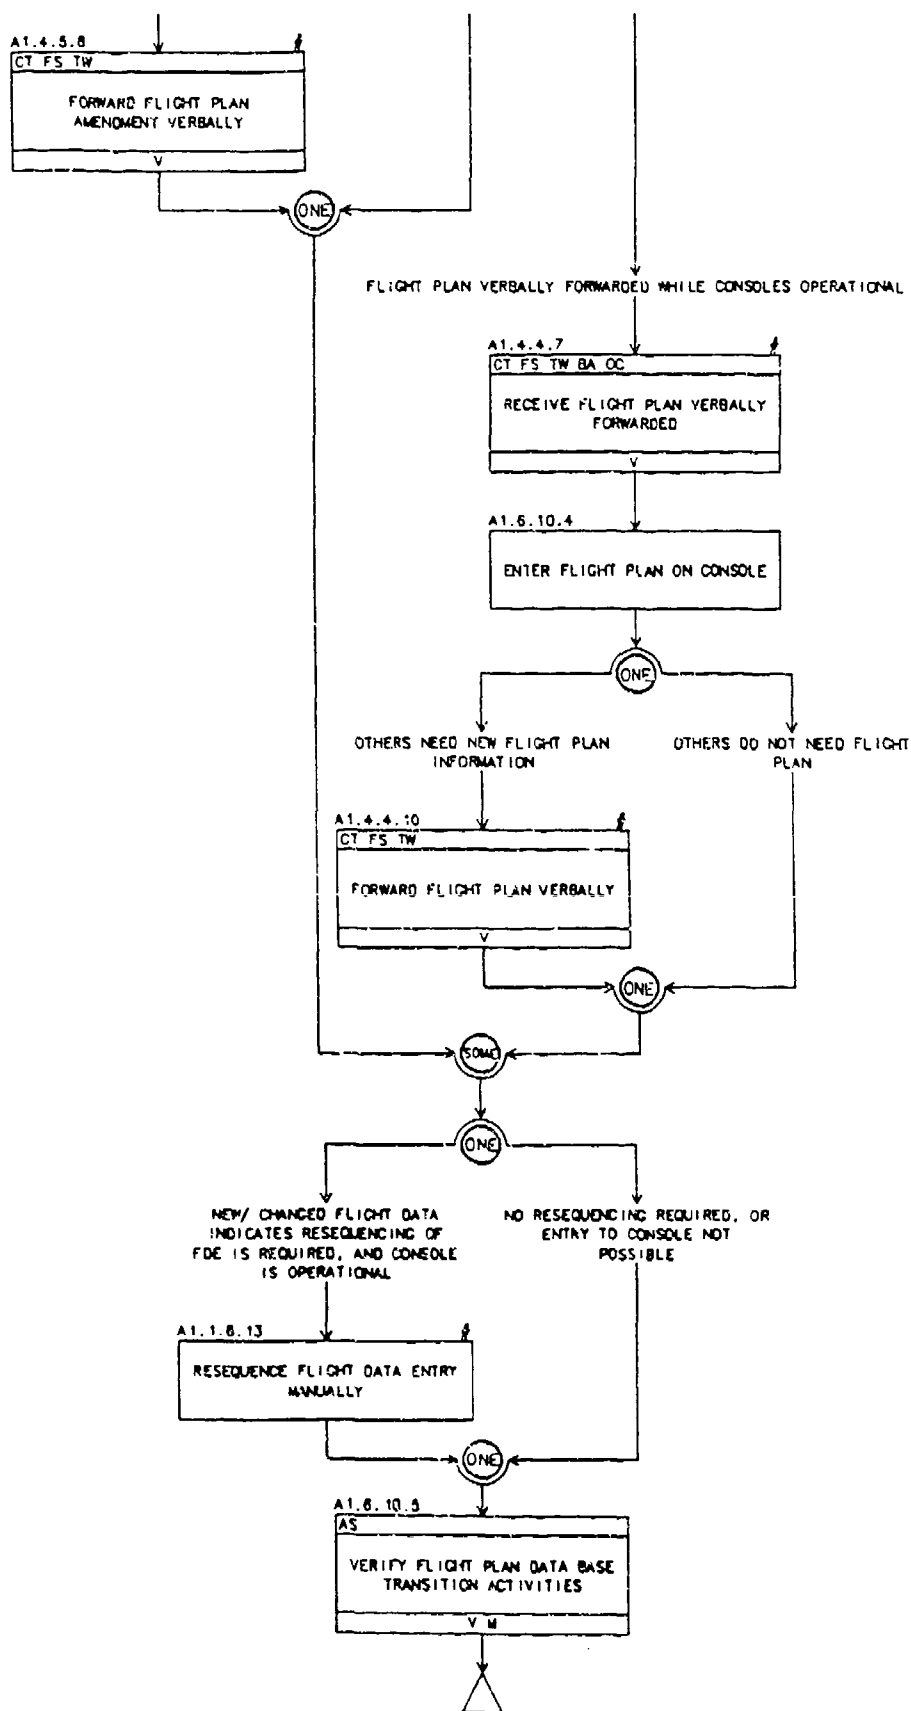 A1.4.5.8
CT FS TW
FORWARD FLIGHT PLAN
AMENDMENT VERBALLY
V
ONE
FLIGHT PLAN VERBALLY FORWARDED WHILE CONSOLES OPERATIONAL
A1.4.4.7
CT FS TW BA OC
RECEIVE FLIGHT PLAN VERBALLY
FORWARDED
V
A1.6.10.4
ENTER FLIGHT PLAN ON CONSOLE
ONE
OTHERS NEED NEW FLIGHT PLAN
INFORMATION
OTHERS DO NOT NEED FLIGHT
PLAN
A1.4.4.10
CT FS TW
FORWARD FLIGHT PLAN VERBALLY
V
ONE
SOME
ONE
NEW/ CHANGED FLIGHT DATA
INDICATES RESEQUENCING OF
FDE IS REQUIRED, AND CONSOLE
IS OPERATIONAL
NO RESEQUENCING REQUIRED, OR
ENTRY TO CONSOLE NOT
POSSIBLE
A1.1.6.13
RESEQUENCE FLIGHT DATA ENTRY
MANUALLY
ONE
A1.6.10.5
AS
VERIFY FLIGHT PLAN DATA BASE
TRANSITION ACTIVITIES
V M